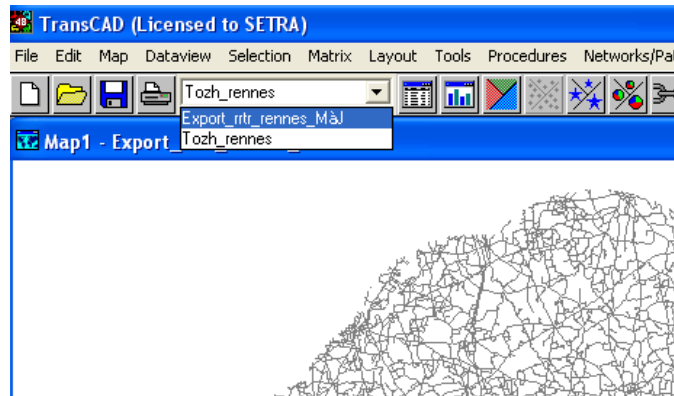 TransCAD (Licensed to SETRA)
File Edit Map Dataview Selection Matrix Layout Tools Procedures Networks/Pa
Tozh_rennes
Export_rrtr_rennes_MàJ
Tozh_rennes
Map1 - Export_